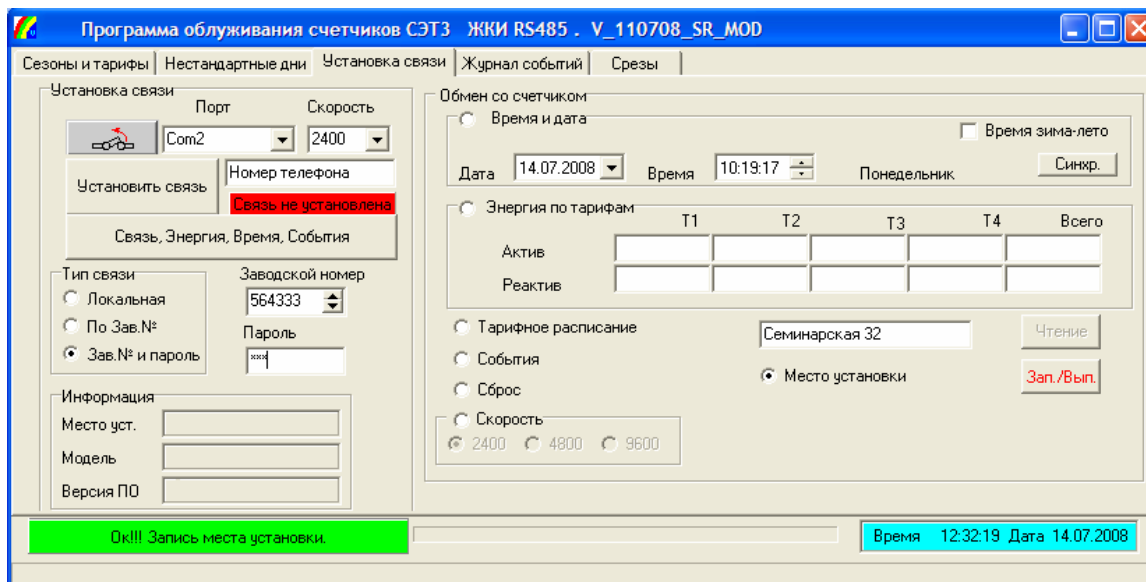 Программа облуживания счетчиков СЭТ3 ЖКИ RS485 . V_110708_SR_MOD
Сезоны и тарифы Нестандартные дни Установка связи Журнал событий Срезы
Установка связи
Порт Скорость
Com2 2400
Установить связь
Номер телефона
Связь не установлена
Связь, Энергия, Время, События
Тип связи
Локальная
По Зав.№
Зав.№ и пароль
Заводской номер
564333
Пароль
***
Информация
Место уст.
Модель
Версия ПО
Обмен со счетчиком
Время и дата
Время зима-лето
Дата 14.07.2008 Время 10:19:17 Понедельник Синхр.
Энергия по тарифам
T1 T2 T3 T4 Всего
Актив
Реактив
Тарифное расписание
События
Сброс
Скорость
2400 4800 9600
Семинарская 32
Место установки
Чтение
Зап./Вып.
Ок!!! Запись места установки.
Время 12:32:19 Дата 14.07.2008